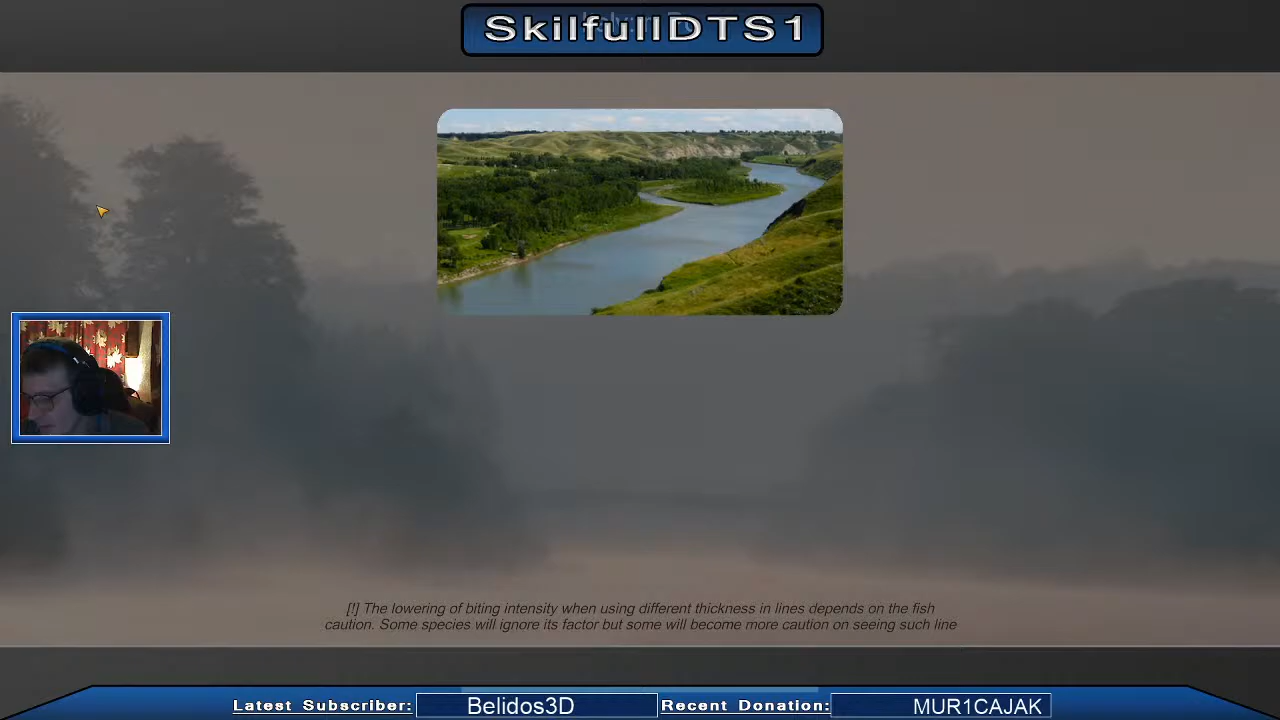 SkilfullDTS1
[!] The lowering of biting intensity when using different thickness in lines depends on the fish
caution. Some species will ignore its factor but some will become more caution on seeing such line
Latest Subscriber: Belidos3D Recent Donation: MUR1CAJAK